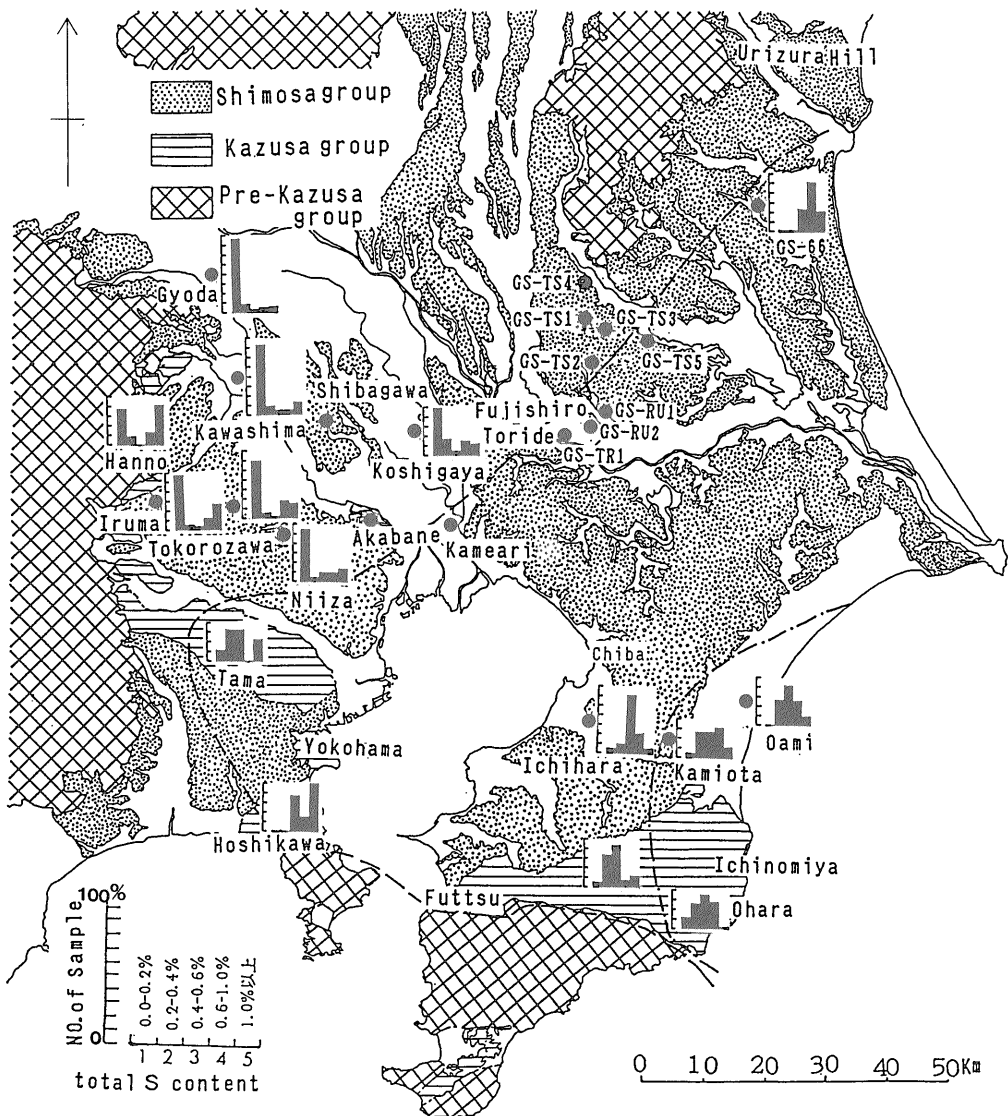 Urizura Hill
Shimosa group
Kazusa group
Pre-Kazusa
group
GS-66
Gyoda
GS-TS4
GS-TS1
GS-TS3
GS-TS2
GS-TS5
Shibagawa
Fujishiro
GS-RU1
Toride
GS-RU2
GS-TR1
Hanno
Kawashima
Koshigaya
Iruma
Tokorozawa
Akabane
Kameari
Niiza
Tama
Chiba
Yokohama
Ichihara
Kamiota
Oami
Hoshikawa
Ichinomiya
Futtsu
Ohara
100%
NO. of Sample
0
0.0-0.2%
0.2-0.4%
0.4-0.6%
0.6-1.0%
1.0%以上
1 2 3 4 5
total S content
0 10 20 30 40 50Km